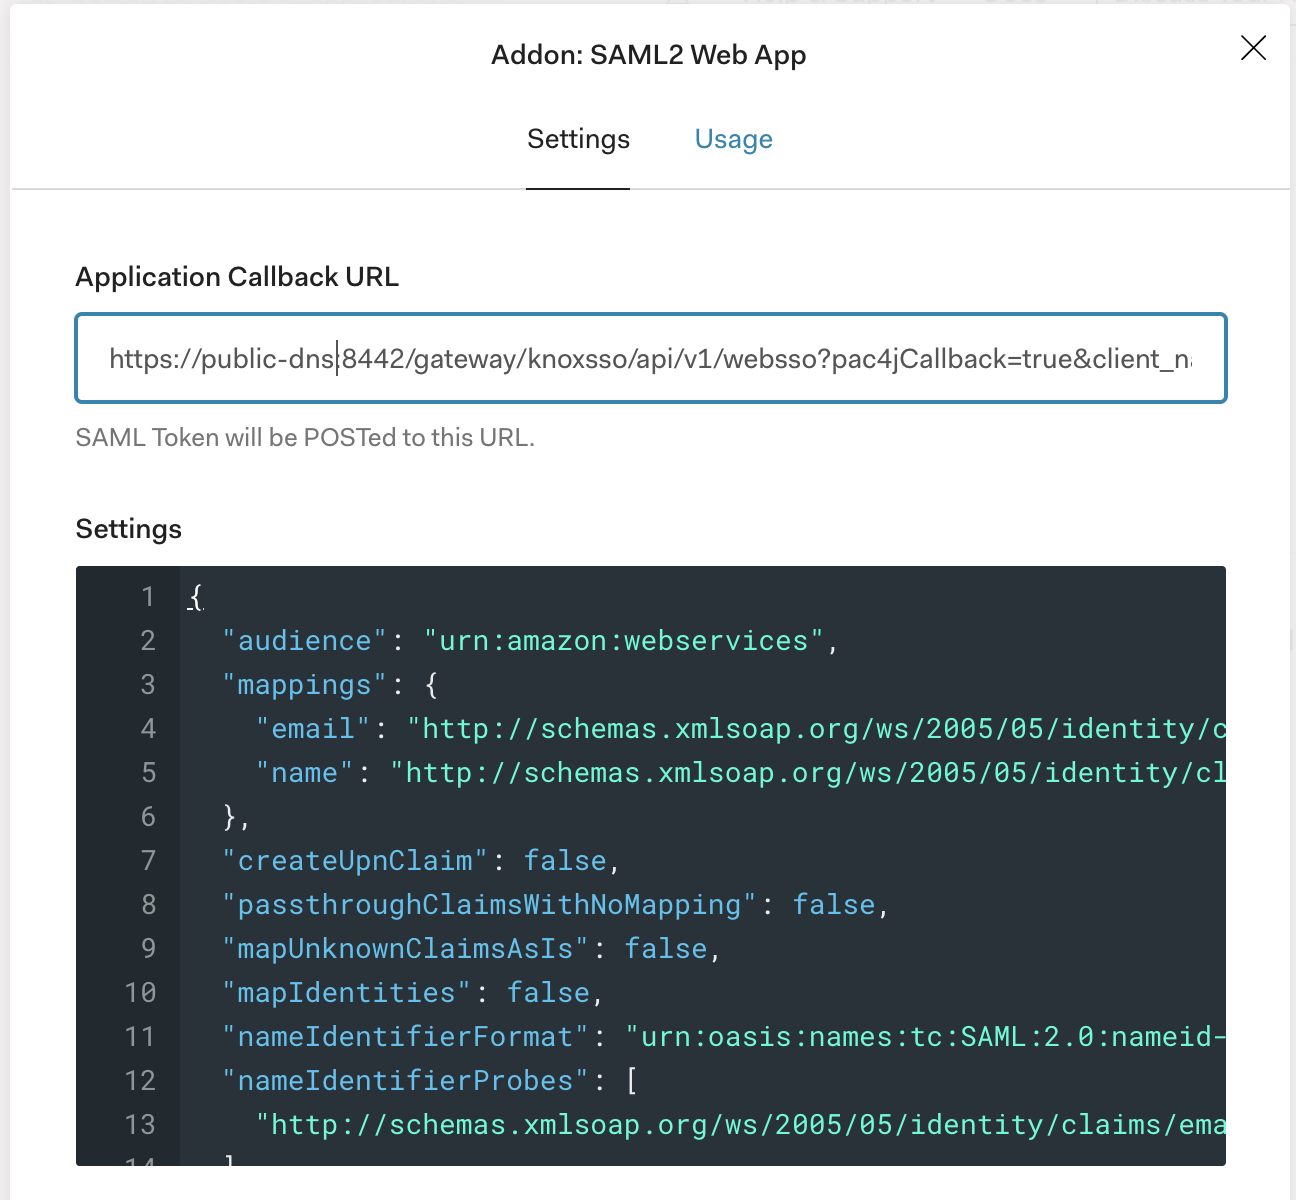 Addon: SAML2 Web App
Settings Usage
Application Callback URL
https://public-dns:8442/gateway/knoxsso/api/v1/websso?pac4jCallback=true&client_na
SAML Token will be POSTed to this URL.
Settings
1 {
2 "audience": "urn:amazon:webservices",
3 "mappings": {
4 "email": "http://schemas.xmlsoap.org/ws/2005/05/identity/c
5 "name": "http://schemas.xmlsoap.org/ws/2005/05/identity/cl
6 },
7 "createUpnClaim": false,
8 "passthroughClaimsWithNoMapping": false,
9 "mapUnknownClaimsAsIs": false,
10 "mapIdentities": false,
11 "nameIdentifierFormat": "urn:oasis:names:tc:SAML:2.0:nameid-
12 "nameIdentifierProbes": [
13 "http://schemas.xmlsoap.org/ws/2005/05/identity/claims/ema
14 ]